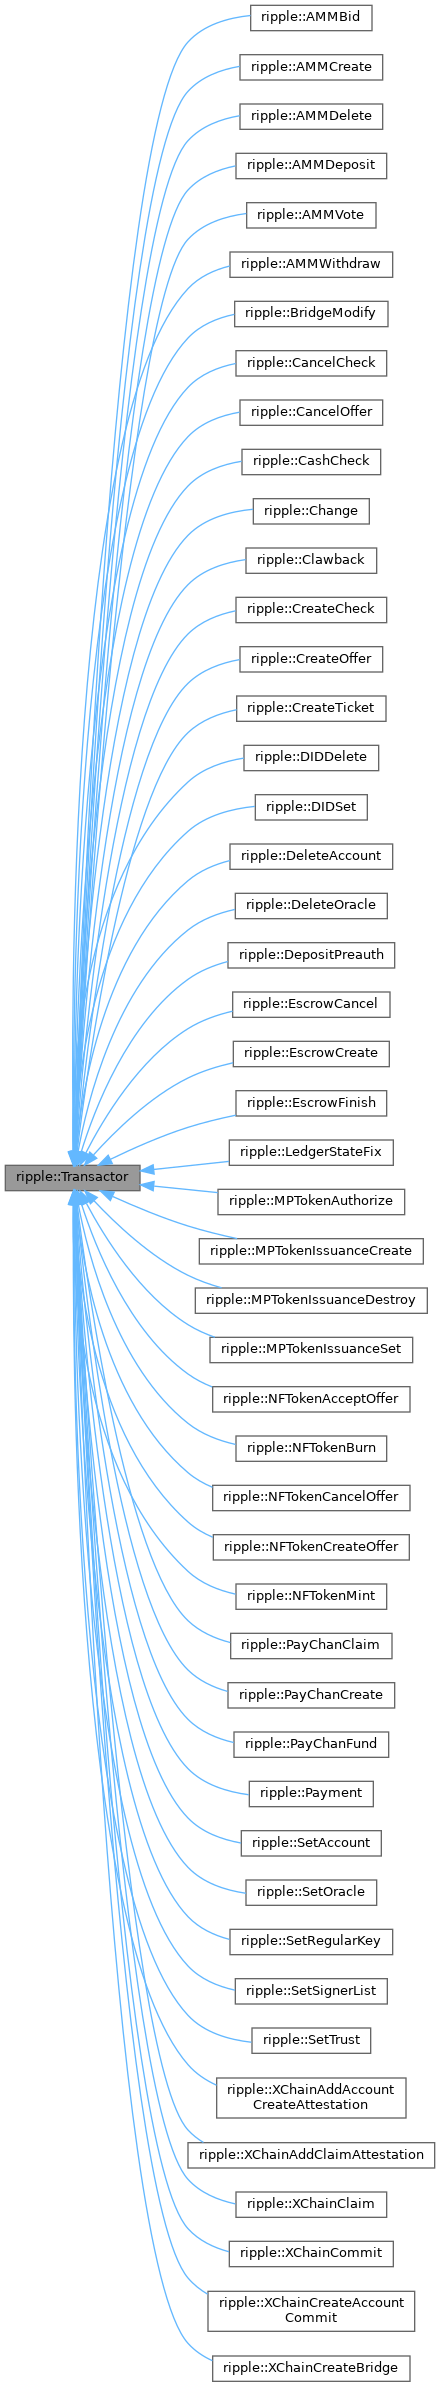 ripple::AMMBid
ripple::AMMCreate
ripple::AMMDelete
ripple::AMMDeposit
ripple::AMMVote
ripple::AMMWithdraw
ripple::BridgeModify
ripple::CancelCheck
ripple::CancelOffer
ripple::CashCheck
ripple::Change
ripple::Clawback
ripple::CreateCheck
ripple::CreateOffer
ripple::CreateTicket
ripple::DIDDelete
ripple::DIDSet
ripple::DeleteAccount
ripple::DeleteOracle
ripple::DepositPreauth
ripple::EscrowCancel
ripple::EscrowCreate
ripple::EscrowFinish
ripple::LedgerStateFix
ripple::Transactor
ripple::MPTokenAuthorize
ripple::MPTokenIssuanceCreate
ripple::MPTokenIssuanceDestroy
ripple::MPTokenIssuanceSet
ripple::NFTokenAcceptOffer
ripple::NFTokenBurn
ripple::NFTokenCancelOffer
ripple::NFTokenCreateOffer
ripple::NFTokenMint
ripple::PayChanClaim
ripple::PayChanCreate
ripple::PayChanFund
ripple::Payment
ripple::SetAccount
ripple::SetOracle
ripple::SetRegularKey
ripple::SetSignerList
ripple::SetTrust
ripple::XChainAddAccount
CreateAttestation
ripple::XChainAddClaimAttestation
ripple::XChainClaim
ripple::XChainCommit
ripple::XChainCreateAccount
Commit
ripple::XChainCreateBridge